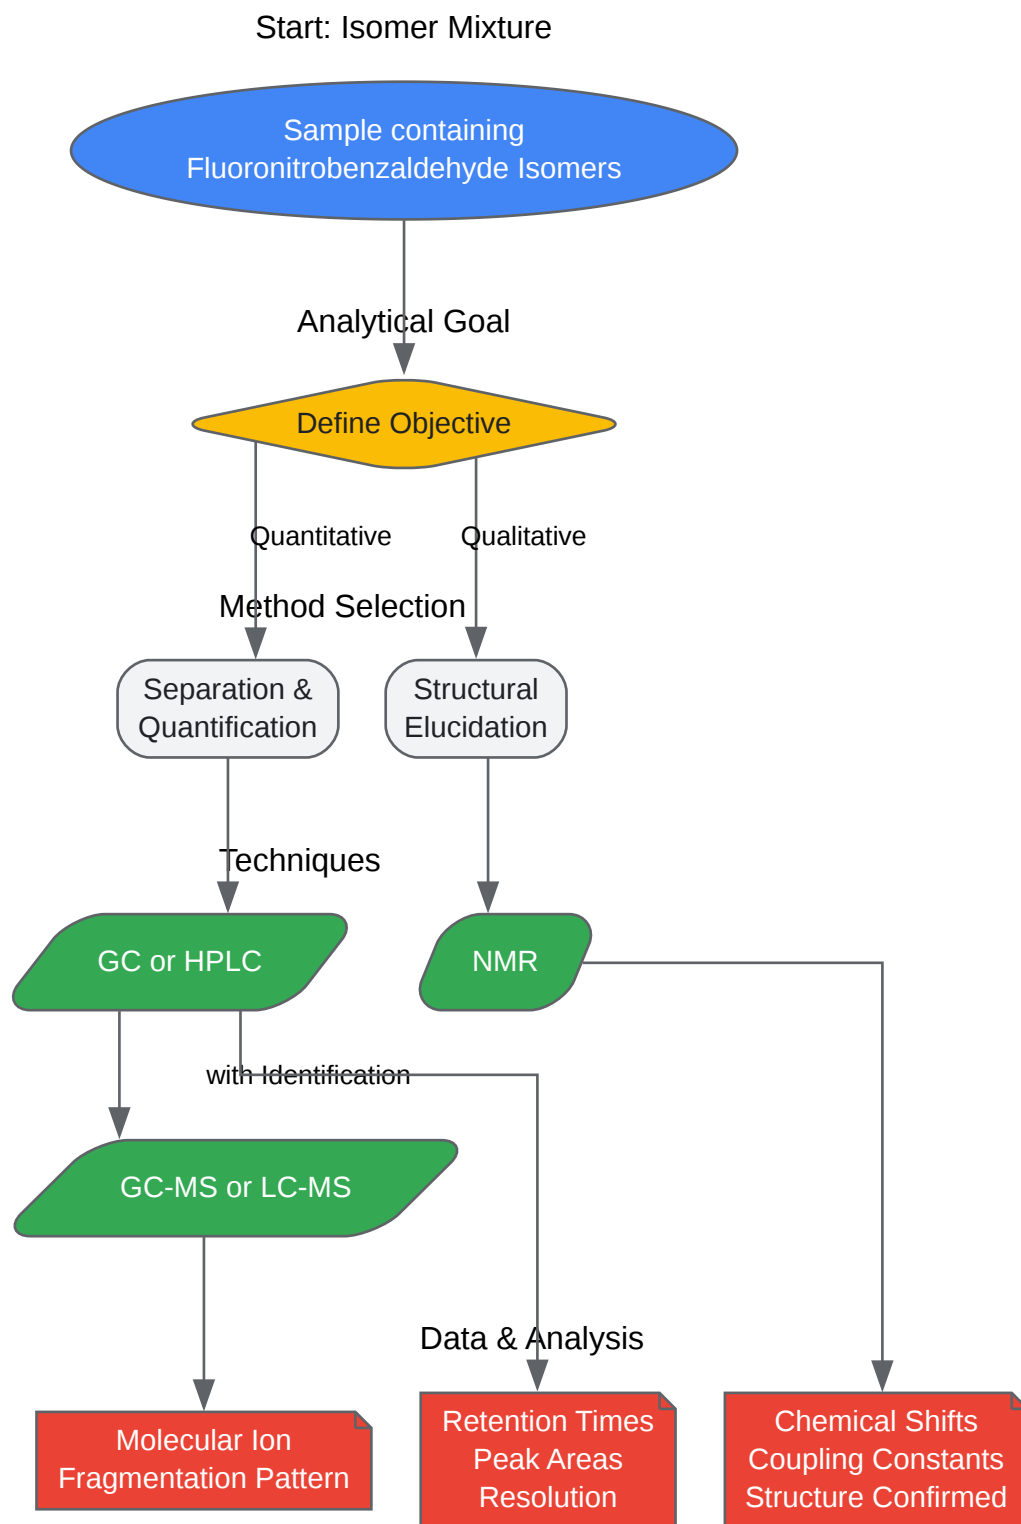 Start: Isomer Mixture
Sample containing
Fluoronitrobenzaldehyde Isomers
Analytical Goal
Define Objective
Quantitative
Qualitative
Method Selection
Separation &
Quantification
Structural
Elucidation
Techniques
GC or HPLC
NMR
with Identification
GC-MS or LC-MS
Data & Analysis
Molecular Ion
Fragmentation Pattern
Retention Times
Peak Areas
Resolution
Chemical Shifts
Coupling Constants
Structure Confirmed